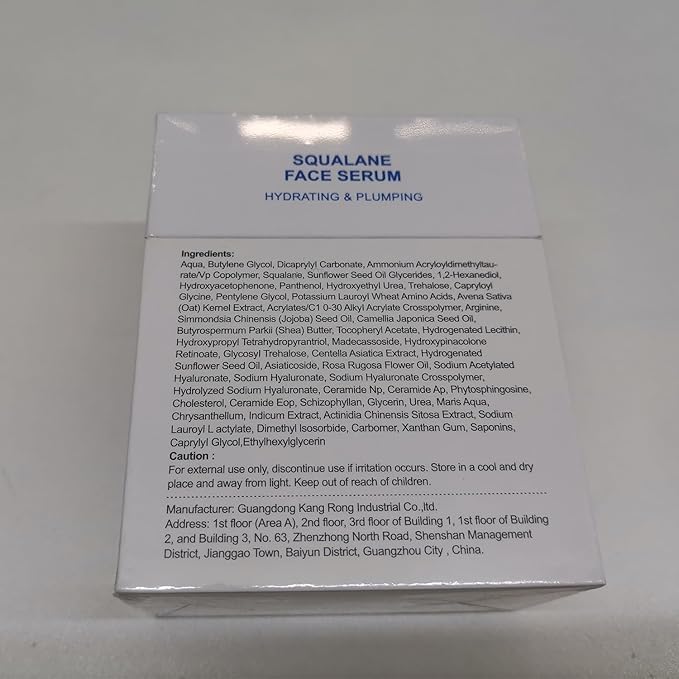 SQUALANE
FACE SERUM
HYDRATING & PLUMPING
Ingredients:
Aqua, Butylene Glycol, Dicaprylyl Carbonate, Ammonium Acryloyldimethyltau-
rate/Vp Copolymer, Squalane, Sunflower Seed Oil Glycerides, 1,2-Hexanediol,
Hydroxyacetophenone, Panthenol, Hydroxyethyl Urea, Trehalose, Capryloyl
Glycine, Pentylene Glycol, Potassium Lauroyl Wheat Amino Acids, Avena Sativa
(Oat) Kernel Extract, Acrylates/C1 0-30 Alkyl Acrylate Crosspolymer, Arginine,
Simmondsia Chinensis (Jojoba) Seed Oil, Camellia Japonica Seed Oil,
Butyrospermum Parkii (Shea) Butter, Tocopheryl Acetate, Hydrogenated Lecithin,
Hydroxypropyl Tetrahydropyrantriol, Madecassoside, Hydroxypinacolone
Retinoate, Glycosyl Trehalose, Centella Asiatica Extract, Hydrogenated
Sunflower Seed Oil, Asiaticoside, Rosa Rugosa Flower Oil, Sodium Acetylated
Hyaluronate, Sodium Hyaluronate, Sodium Hyaluronate Crosspolymer,
Hydrolyzed Sodium Hyaluronate, Ceramide Np, Ceramide Ap, Phytosphingosine,
Cholesterol, Ceramide Eop, Schizophyllan, Glycerin, Urea, Maris Aqua,
Chrysanthellum, Indicum Extract, Actinidia Chinensis Sitosa Extract, Sodium
Lauroyl L actylate, Dimethyl Isosorbide, Carbomer, Xanthan Gum, Saponins,
Caprylyl Glycol,Ethylhexylglycerin
Caution :
For external use only, discontinue use if irritation occurs. Store in a cool and dry
place and away from light. Keep out of reach of children.
Manufacturer: Guangdong Kang Rong Industrial Co.,ltd.
Address: 1st floor (Area A), 2nd floor, 3rd floor of Building 1, 1st floor of Building
2, and Building 3, No. 63, Zhenzhong North Road, Shenshan Management
District, Jianggao Town, Baiyun District, Guangzhou City , China.